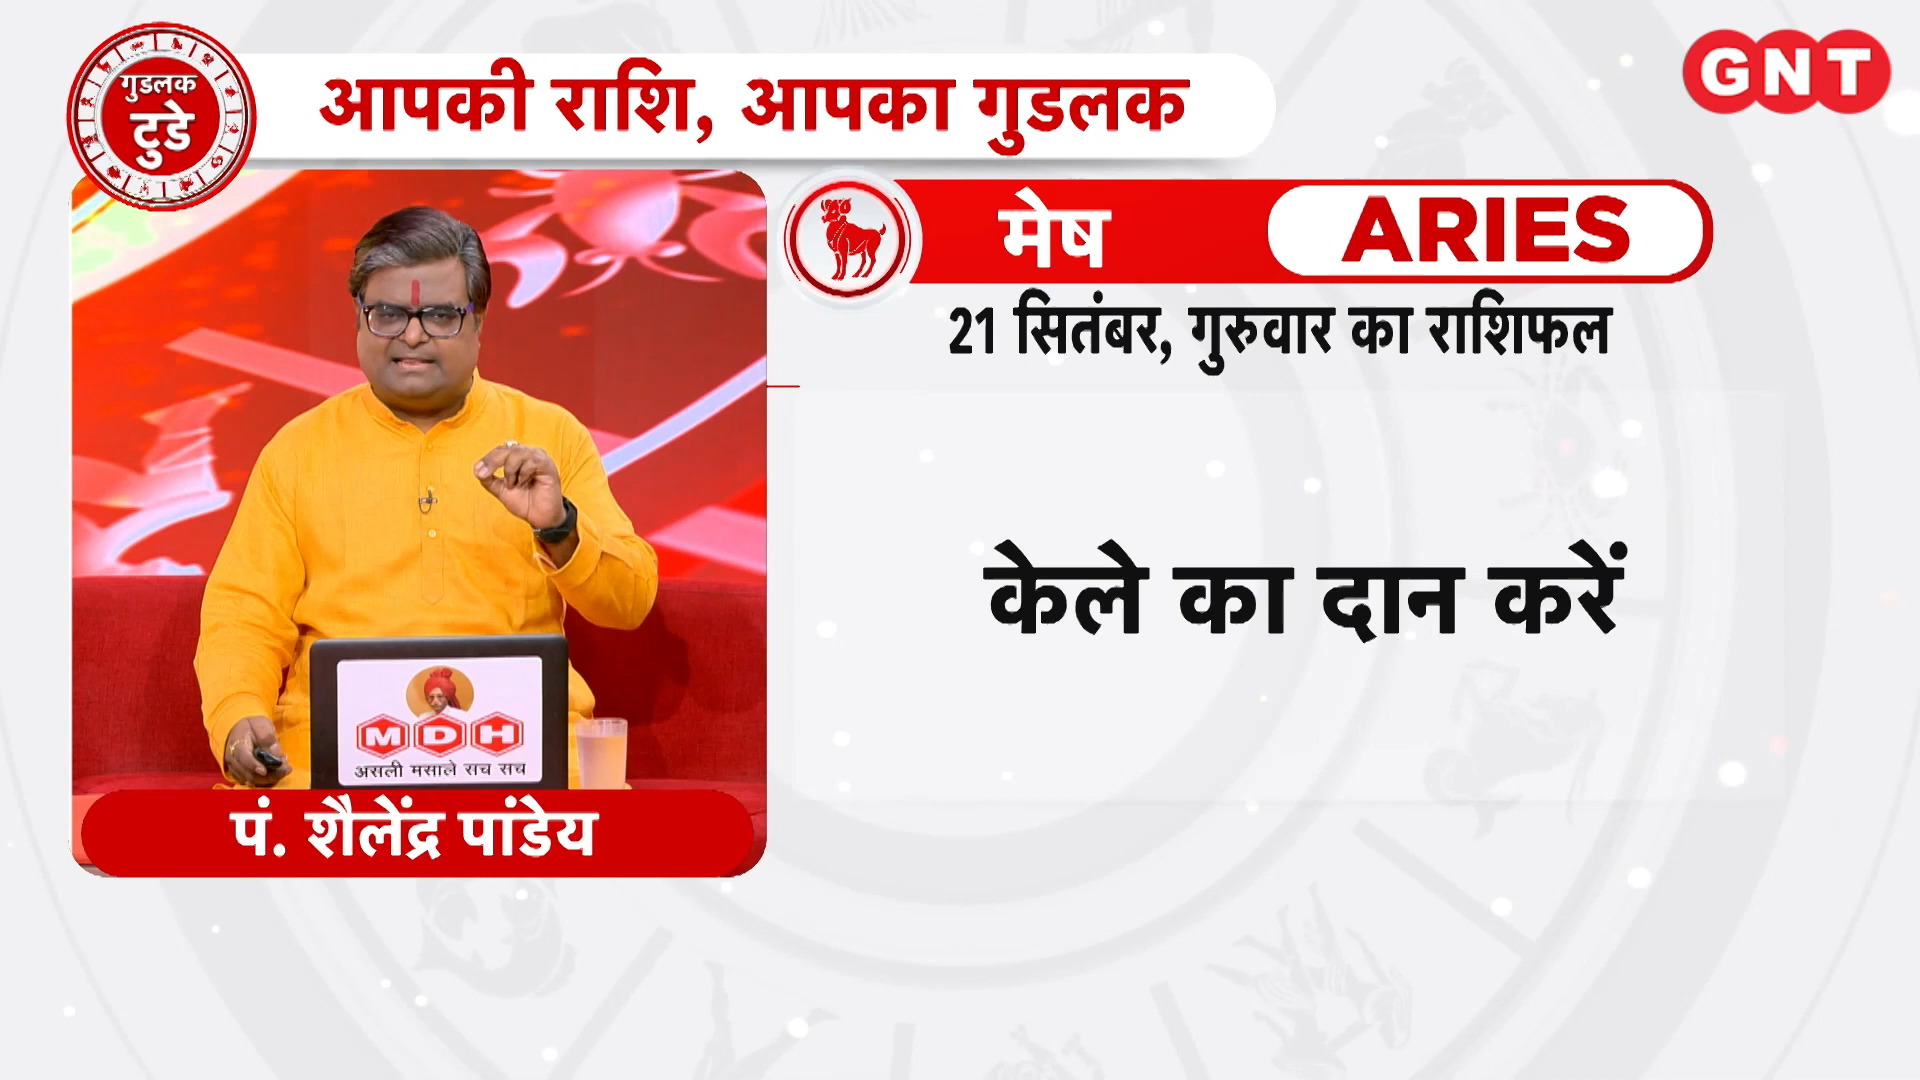 गुडलक
टुडे
आपकी राशि, आपका गुडलक
GNT
मेष
ARIES
21 सितंबर, गुरुवार का राशिफल
केले का दान करें
MDH
असली मसाले सच सच
पं. शैलेंद्र पांडेय